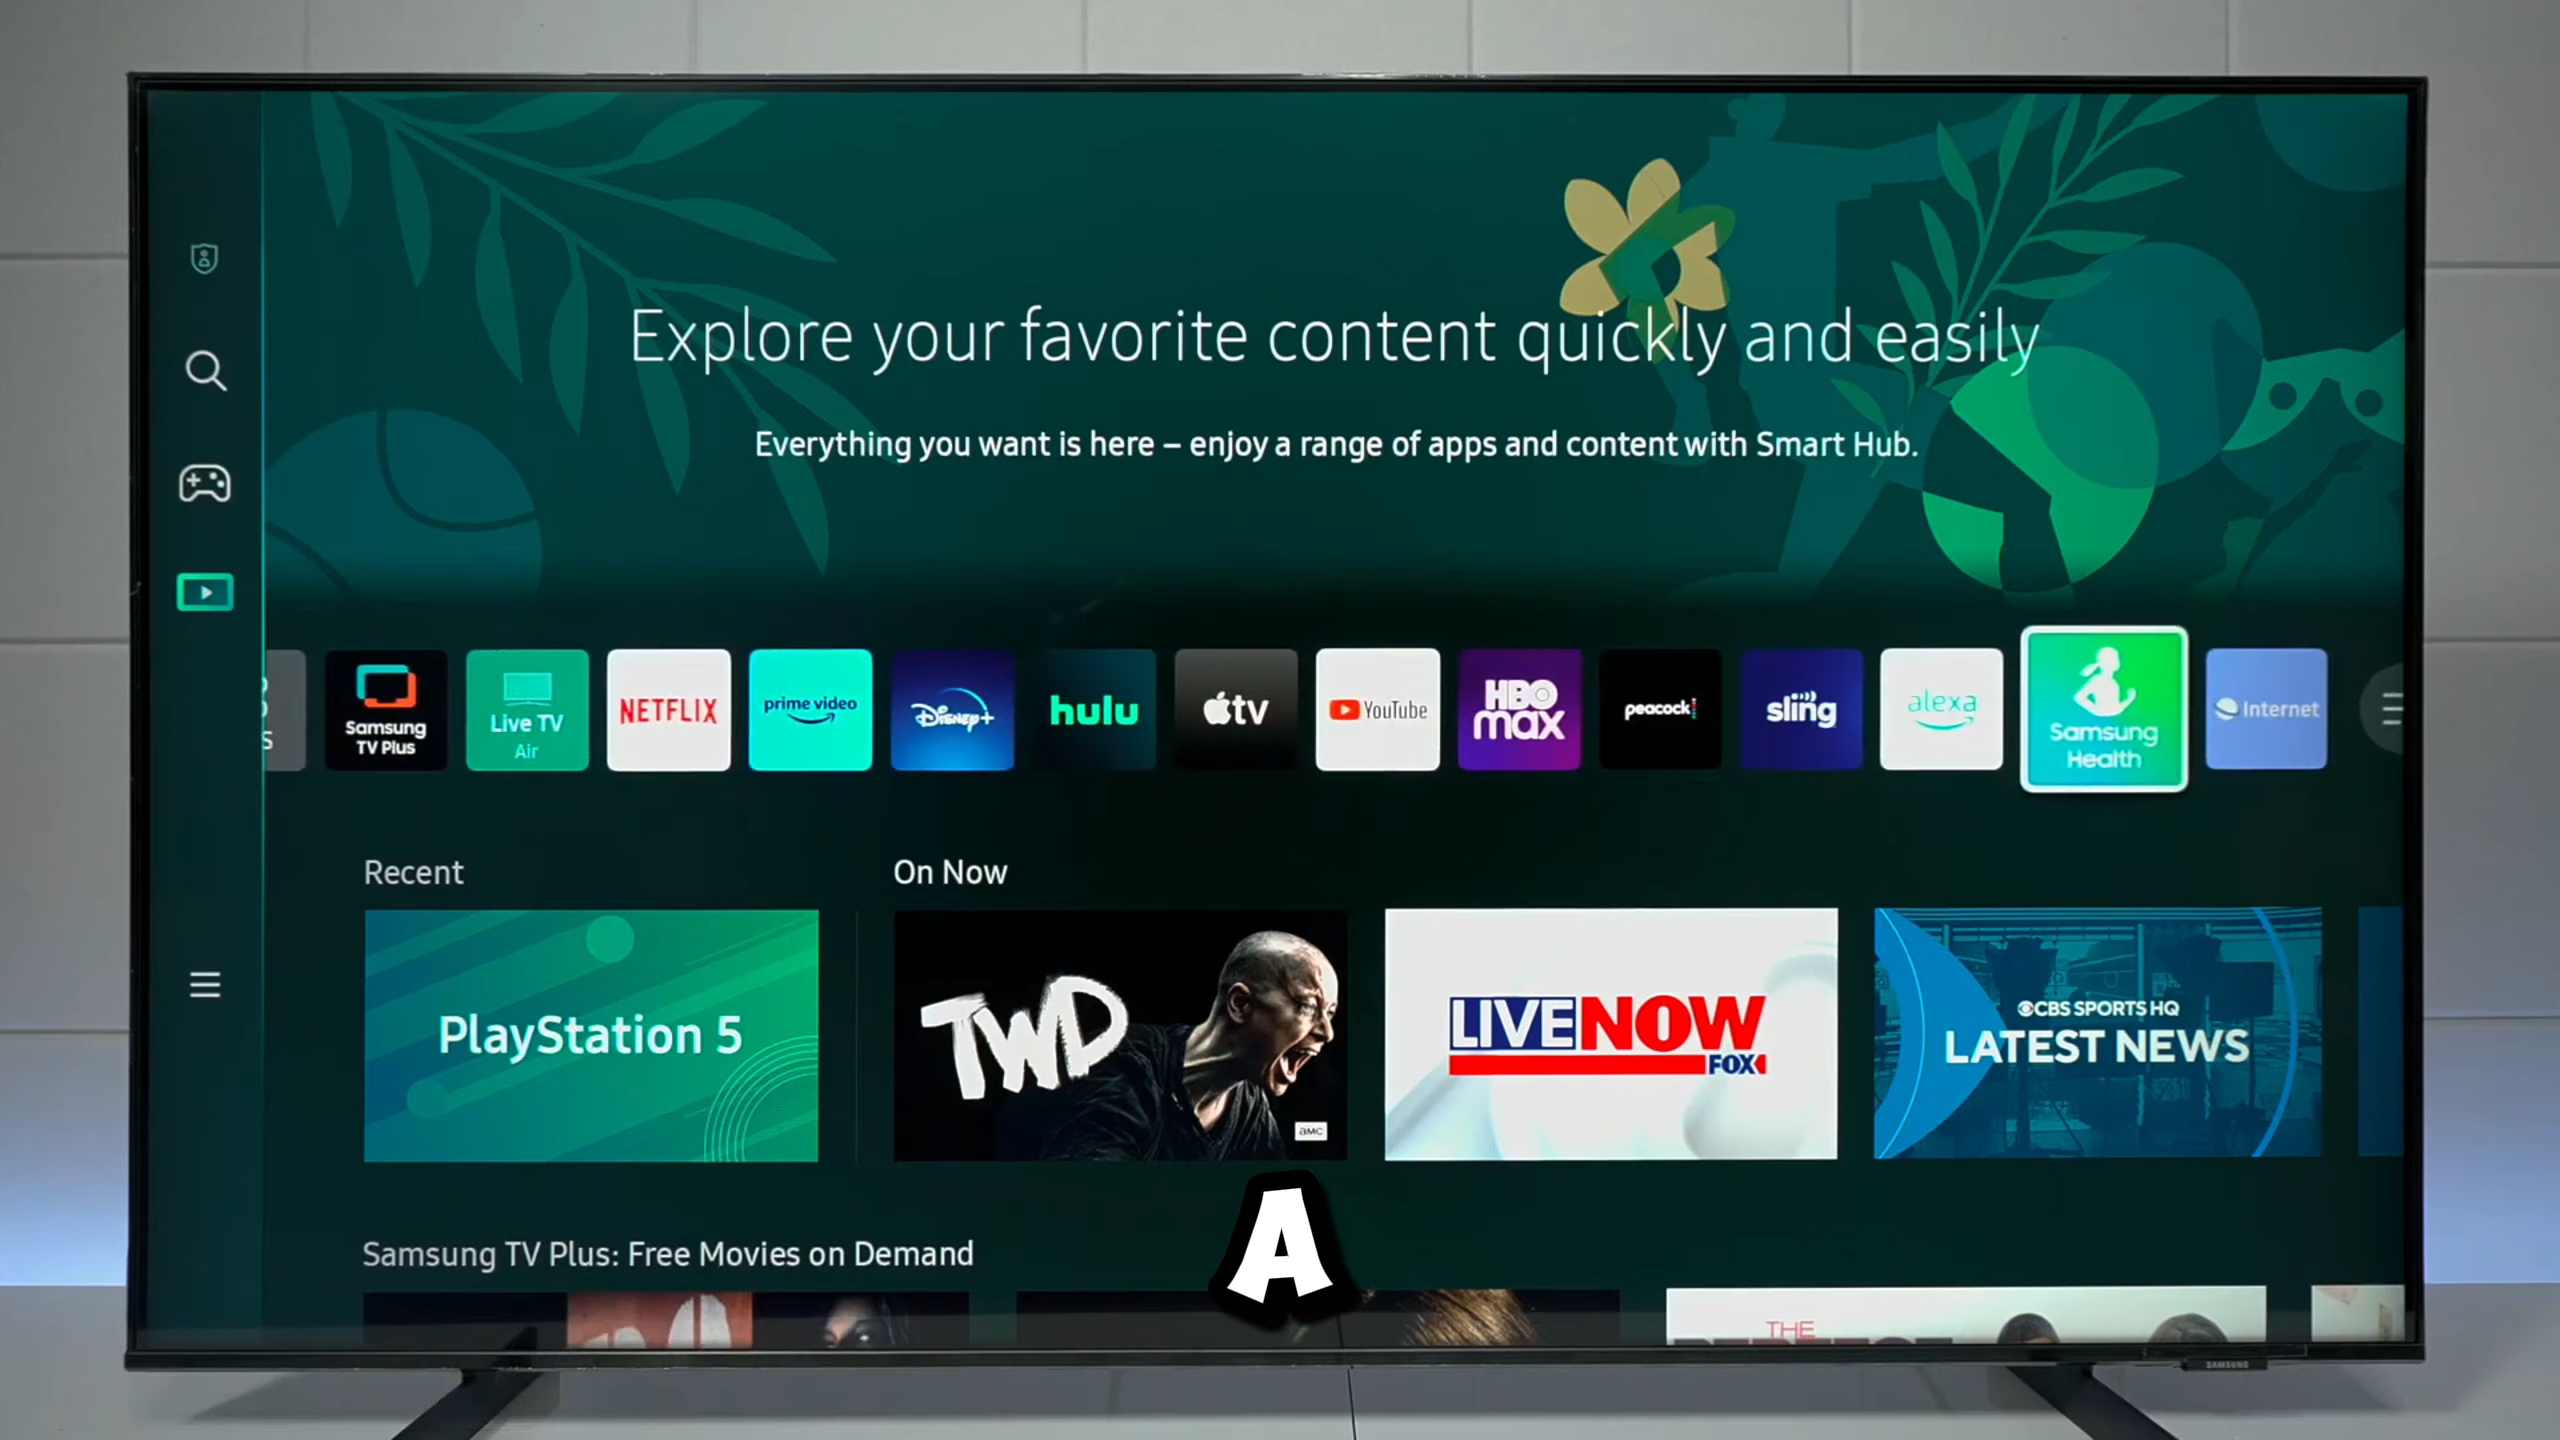 Explore your favorite content quickly and easily
Everything you want is here – enjoy a range of apps and content with Smart Hub.
S
Samsung
TV Plus
Live TV
Air
NETFLIX
prime video
Disney+
hulu
tv
YouTube
HBO
max
peacock
sling
alexa
Samsung
Health
Internet
Recent
On Now
PlayStation 5
TWD
amc
LIVENOW
FOX
CBS SPORTS HQ
LATEST NEWS
A
Samsung TV Plus: Free Movies on Demand
THE
SAMSUNG